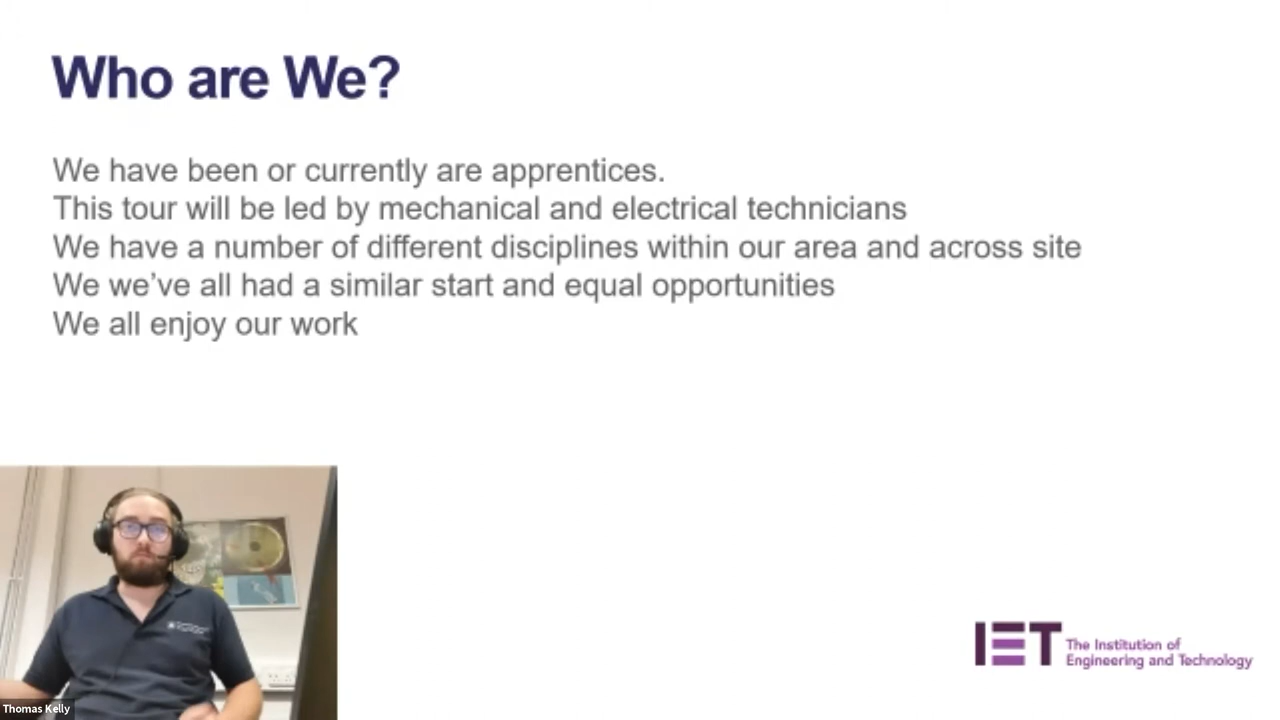 Who are We?
We have been or currently are apprentices.
This tour will be led by mechanical and electrical technicians
We have a number of different disciplines within our area and across site
We we’ve all had a similar start and equal opportunities
We all enjoy our work
IET The Institution of
Engineering and Technology
Thomas Kelly